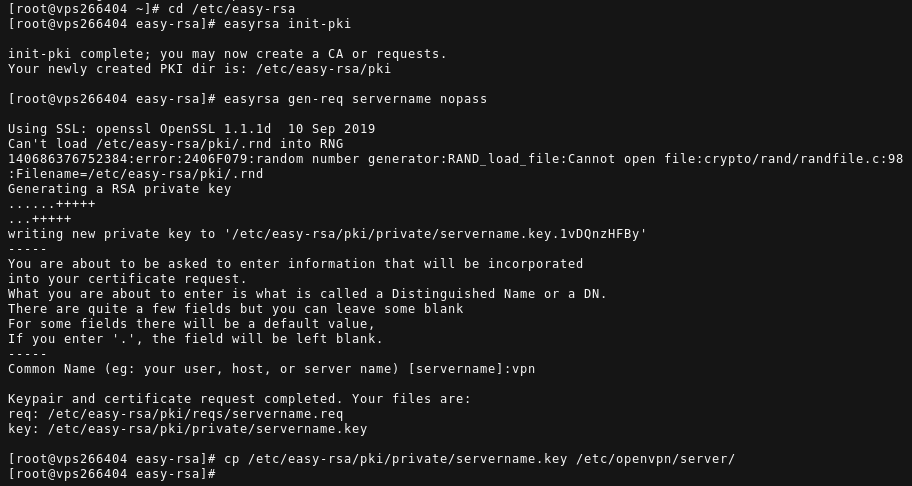 [root@vps266404 ~]# cd /etc/easy-rsa
[root@vps266404 easy-rsa]# easyrsa init-pki
init-pki complete; you may now create a CA or requests.
Your newly created PKI dir is: /etc/easy-rsa/pki
[root@vps266404 easy-rsa]# easyrsa gen-req servername nopass
Using SSL: openssl OpenSSL 1.1.1d  10 Sep 2019
Can't load /etc/easy-rsa/pki/.rnd into RNG
140686376752384:error:2406F079:random number generator:RAND_load_file:Cannot open file:crypto/rand/randfile.c:98
:Filename=/etc/easy-rsa/pki/.rnd
Generating a RSA private key
......+++++
...+++++
writing new private key to '/etc/easy-rsa/pki/private/servername.key.1vDQnzHFBy'
-----
You are about to be asked to enter information that will be incorporated
into your certificate request.
What you are about to enter is what is called a Distinguished Name or a DN.
There are quite a few fields but you can leave some blank
For some fields there will be a default value,
If you enter '.', the field will be left blank.
-----
Common Name (eg: your user, host, or server name) [servername]:vpn
Keypair and certificate request completed. Your files are:
req: /etc/easy-rsa/pki/reqs/servername.req
key: /etc/easy-rsa/pki/private/servername.key
[root@vps266404 easy-rsa]# cp /etc/easy-rsa/pki/private/servername.key /etc/openvpn/server/
[root@vps266404 easy-rsa]#